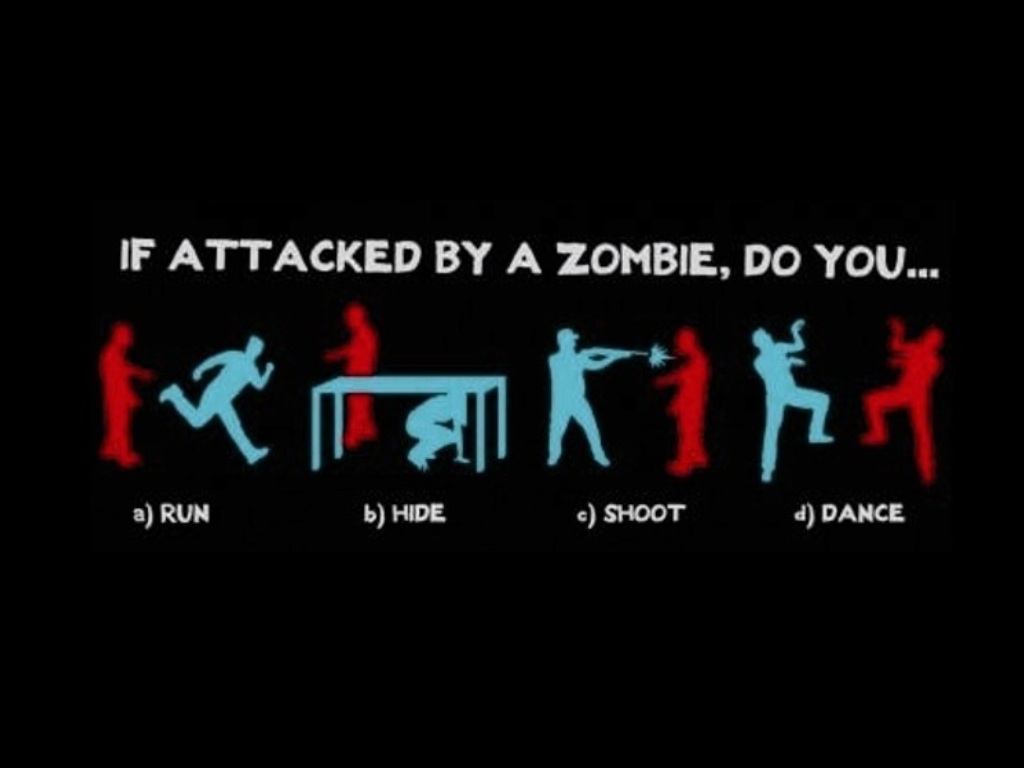 IF ATTACKED BY A ZOMBIE, DO YOU...
a) RUN
b) HIDE
c) SHOOT
d) DANCE